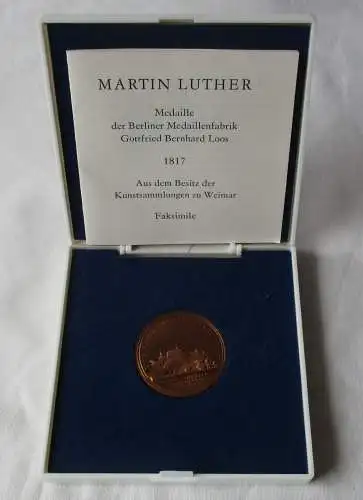 MARTIN LUTHER
Medaille
der Berliner Medaillenfabrik
Gottfried Bernhard Loos
1817
Aus dem Besitz der
Kunstsammlungen zu Weimar
Faksimile